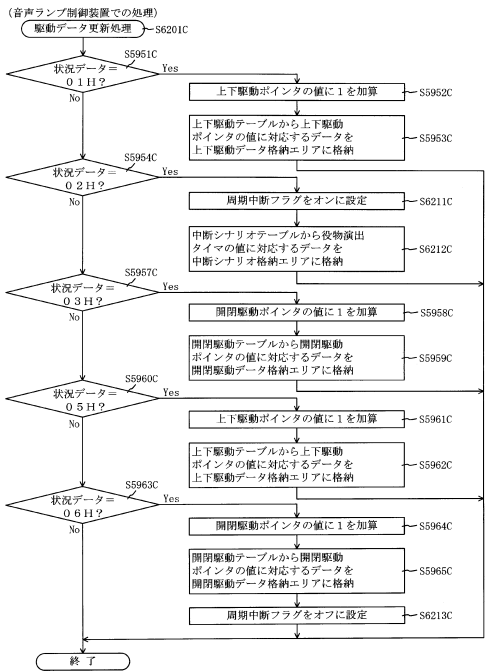 (音声ランプ制御装置での処理)
駆動データ更新処理
S6201C
S5951C
状況データ=
01H?
Yes
No
上下駆動ポインタの値に1を加算
S5952C
上下駆動テーブルから上下駆動
ポインタの値に対応するデータを
上下駆動データ格納エリアに格納
S5953C
S5954C
状況データ=
02H?
Yes
No
周期中断フラグをオンに設定
S6211C
中断シナリオテーブルから役物演出
タイマの値に対応するデータを
中断シナリオ格納エリアに格納
S6212C
S5957C
状況データ=
03H?
Yes
No
開閉駆動ポインタの値に1を加算
S5958C
開閉駆動テーブルから開閉駆動
ポインタの値に対応するデータを
開閉駆動データ格納エリアに格納
S5959C
S5960C
状況データ=
05H?
Yes
No
上下駆動ポインタの値に1を加算
S5961C
上下駆動テーブルから上下駆動
ポインタの値に対応するデータを
上下駆動データ格納エリアに格納
S5962C
S5963C
状況データ=
06H?
Yes
No
開閉駆動ポインタの値に1を加算
S5964C
開閉駆動テーブルから開閉駆動
ポインタの値に対応するデータを
開閉駆動データ格納エリアに格納
S5965C
周期中断フラグをオフに設定
S6213C
終了